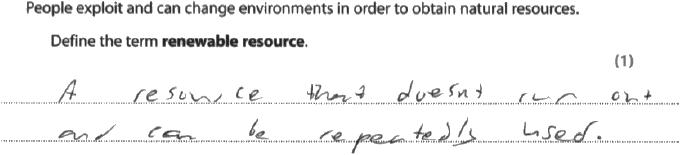 People exploit and can change environments in order to obtain natural resources.
Define the term renewable resource.
(1)
A resource that doesnt run out
and can be repeatedly used.